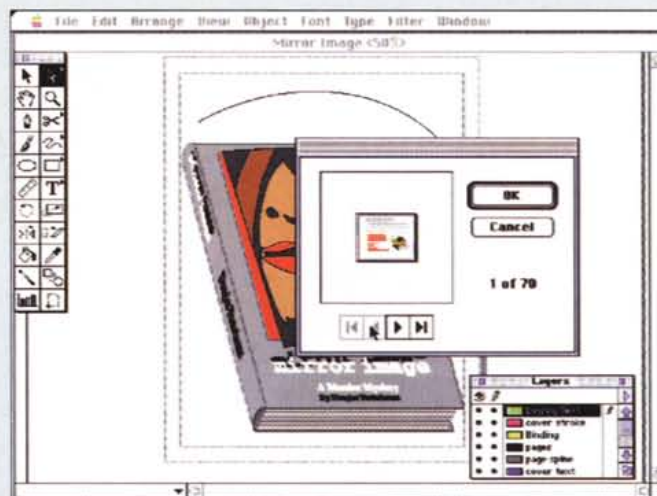 File Edit Arrange View Object Font Type Filter Window
Mirror Image <50%>
OK
Cancel
1 of 70
mirror image
A Mystery
by
Layers
cover stroke
Binding
pages
page spine
cover text